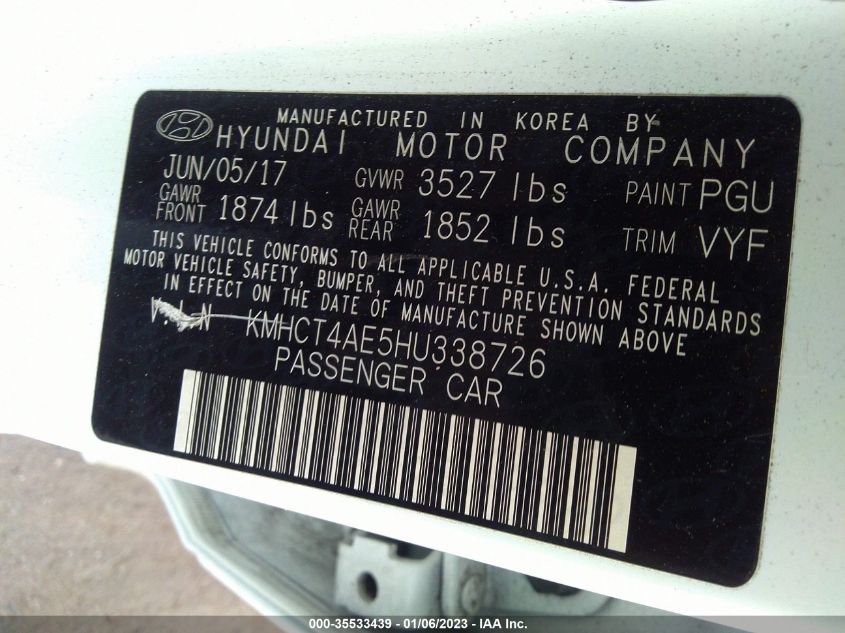 MANUFACTURED IN KOREA BY
HYUNDAI MOTOR COMPANY
JUN/05/17 GVWR 3527 lbs PAINT PGU
GAWR FRONT 1874 lbs GAWR REAR 1852 lbs TRIM VYF
THIS VEHICLE CONFORMS TO ALL APPLICABLE U.S.A. FEDERAL
MOTOR VEHICLE SAFETY, BUMPER, AND THEFT PREVENTION STANDARDS
IN EFFECT ON THE DATE OF MANUFACTURE SHOWN ABOVE
V.I.N KMHCT4AE5HU338726
PASSENGER CAR
000-35533439 - 01/06/2023 - IAA Inc.